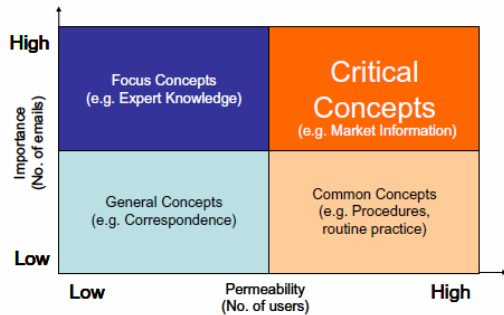 High
Importance
(No. of emails)
Low
Focus Concepts
(e.g. Expert Knowledge)
Critical
Concepts
(e.g. Market Information)
General Concepts
(e.g. Correspondence)
Common Concepts
(e.g. Procedures,
routine practice)
Low
Permeability
(No. of users)
High